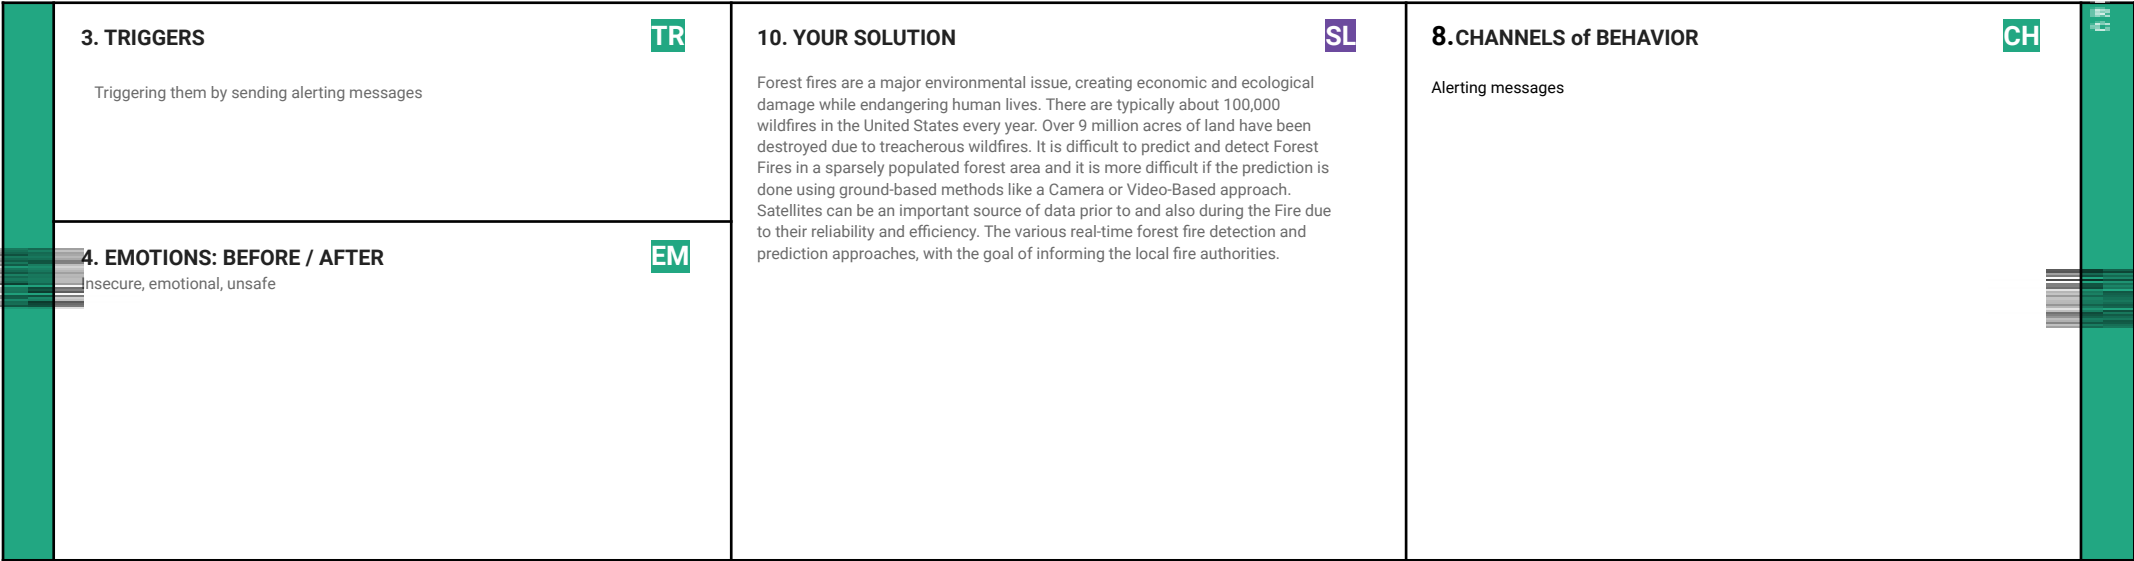 3. TRIGGERS
TR
Triggering them by sending alerting messages
4. EMOTIONS: BEFORE / AFTER
EM
Insecure, emotional, unsafe
10. YOUR SOLUTION
SL
Forest fires are a major environmental issue, creating economic and ecological
damage while endangering human lives. There are typically about 100,000
wildfires in the United States every year. Over 9 million acres of land have been
destroyed due to treacherous wildfires. It is difficult to predict and detect Forest
Fires in a sparsely populated forest area and it is more difficult if the prediction is
done using ground-based methods like a Camera or Video-Based approach.
Satellites can be an important source of data prior to and also during the Fire due
to their reliability and efficiency. The various real-time forest fire detection and
prediction approaches, with the goal of informing the local fire authorities.
8.CHANNELS of BEHAVIOR
CH
Alerting messages